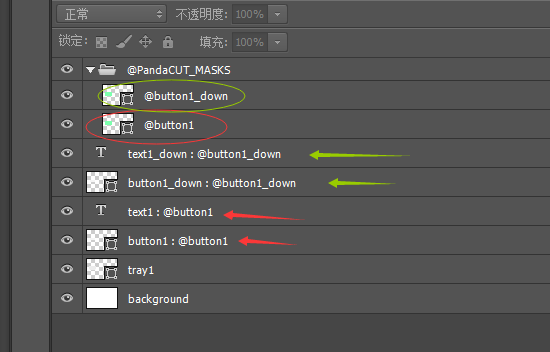 正常 不透明度: 100%
锁定: 填充: 100%
@PandaCUT_MASKS
@button1_down
@button1
T text1_down : @button1_down
button1_down : @button1_down
T text1 : @button1
button1 : @button1
tray1
background